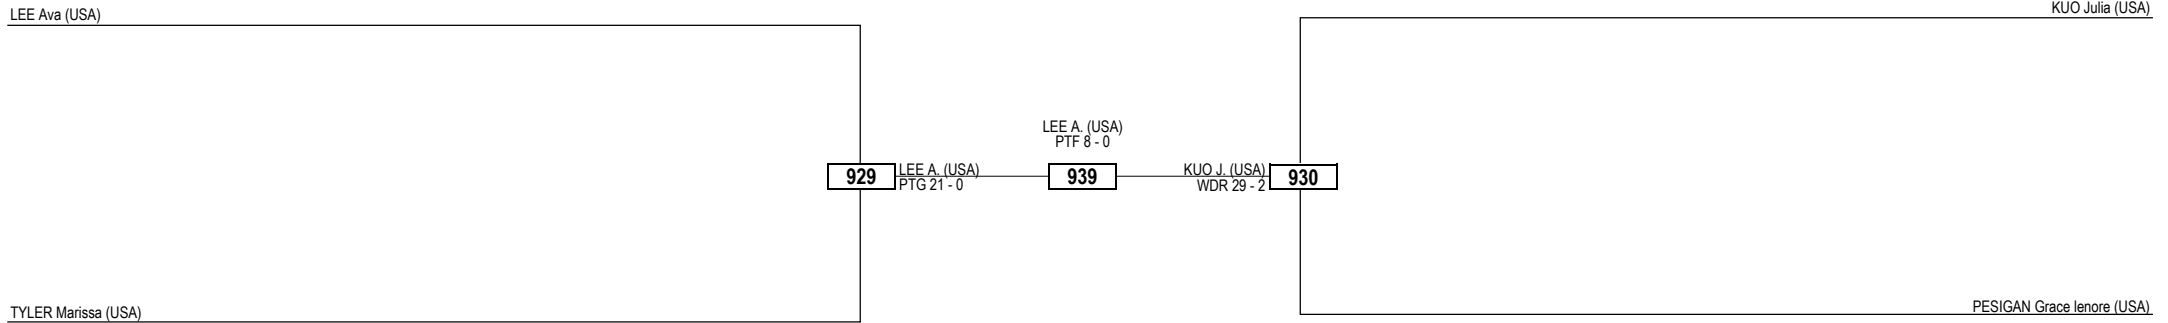 LEE Ava (USA)
KUO Julia (USA)
LEE A. (USA)
PTF 8 - 0
929
LEE A. (USA)
PTG 21 - 0
939
KUO J. (USA)
WDR 29 - 2
930
TYLER Marissa (USA)
PESIGAN Grace lenore (USA)